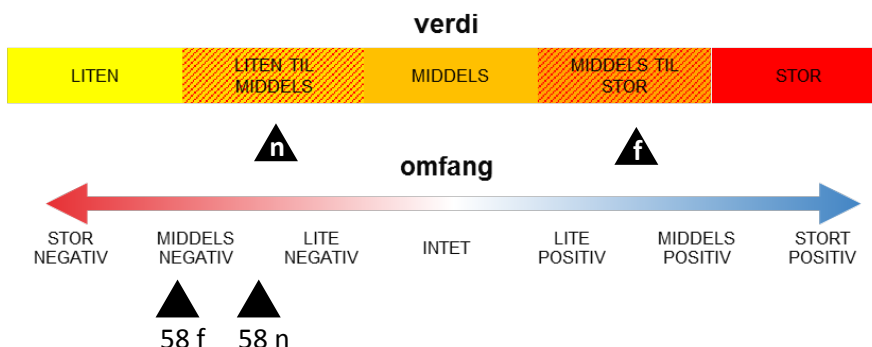 verdi
LITEN
LITEN TIL
MIDDELS
MIDDELS
MIDDELS TIL
STOR
STOR
n
f
omfang
STOR
NEGATIV
MIDDELS
NEGATIV
LITE
NEGATIV
INTET
LITE
POSITIV
MIDDELS
POSITIV
STORT
POSITIV
58 f
58 n